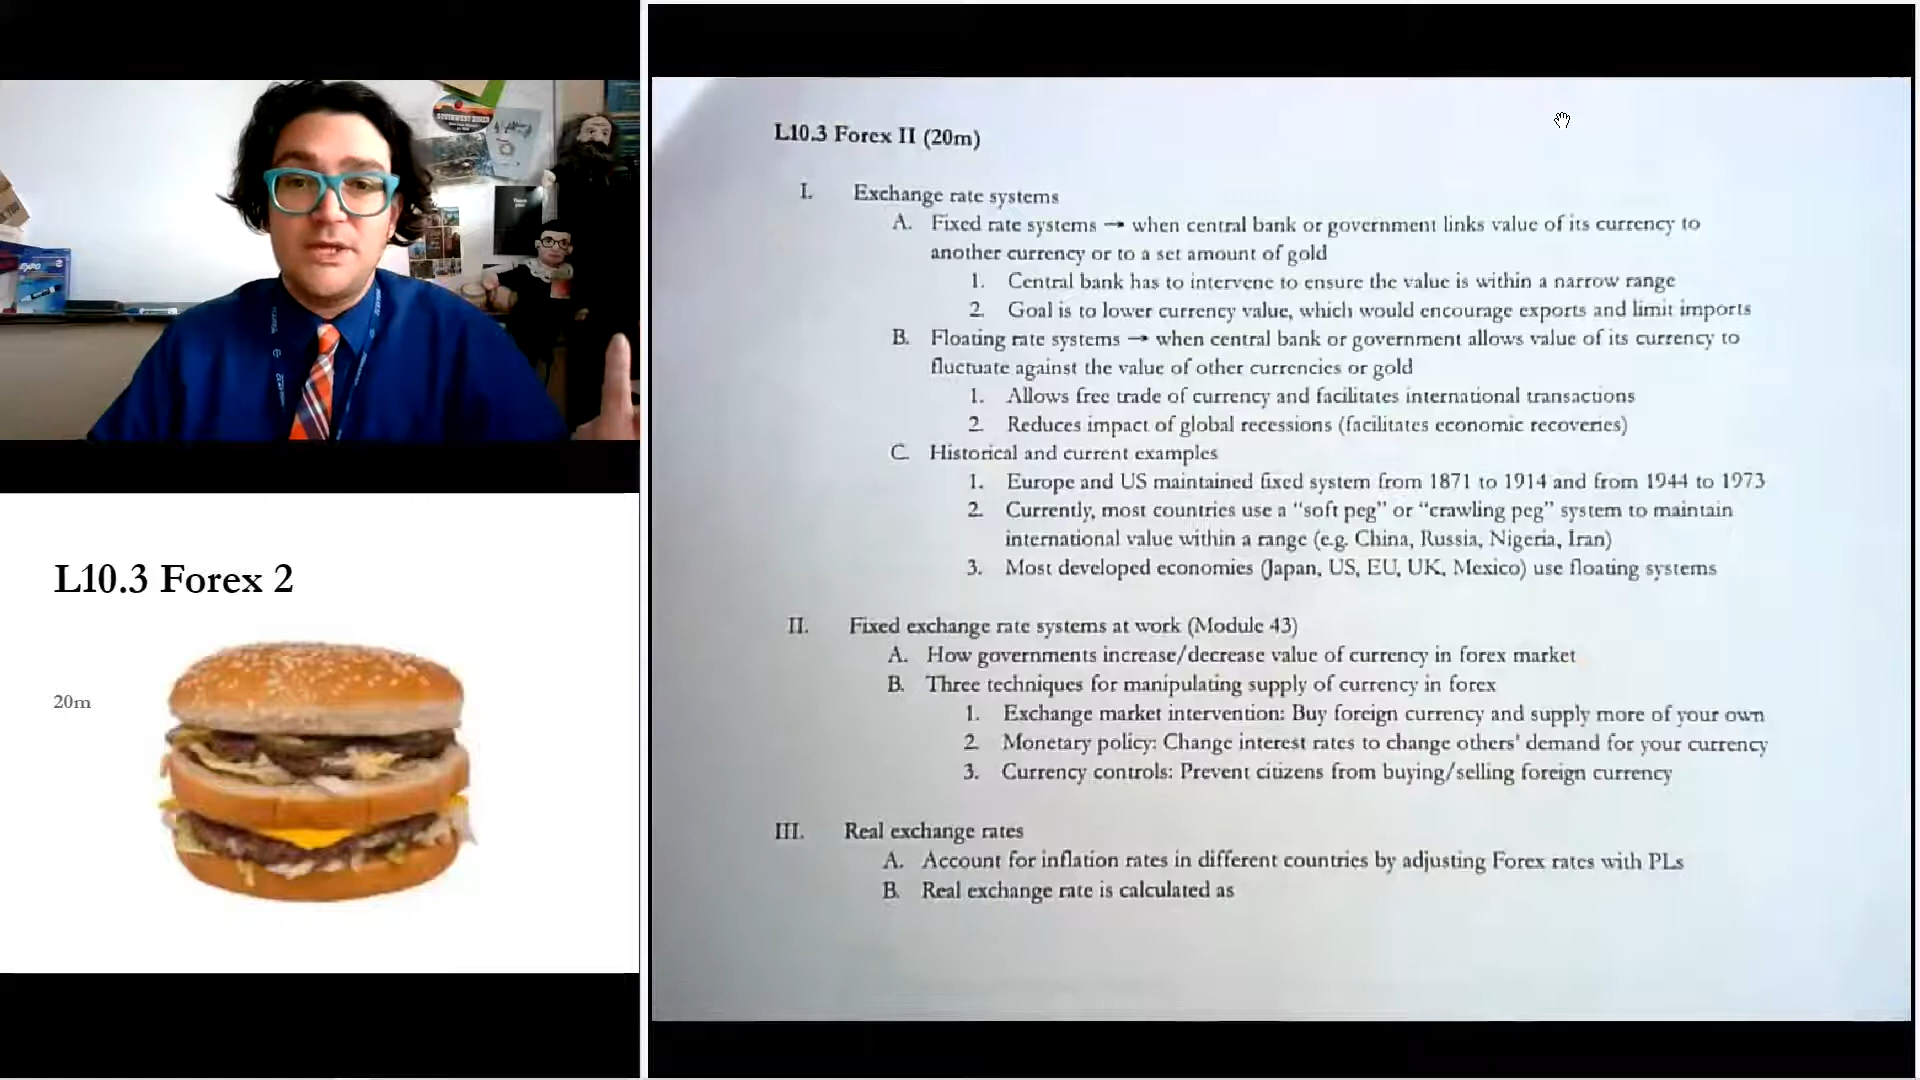 SOUTHWEST DINER
EXPO
L10.3 Forex 2
20m
L10.3 Forex II (20m)
I. Exchange rate systems
A. Fixed rate systems → when central bank or government links value of its currency to
another currency or to a set amount of gold
1. Central bank has to intervene to ensure the value is within a narrow range
2. Goal is to lower currency value, which would encourage exports and limit imports
B. Floating rate systems → when central bank or government allows value of its currency to
fluctuate against the value of other currencies or gold
1. Allows free trade of currency and facilitates international transactions
2. Reduces impact of global recessions (facilitates economic recoveries)
C. Historical and current examples
1. Europe and US maintained fixed system from 1871 to 1914 and from 1944 to 1973
2. Currently, most countries use a "soft peg" or "crawling peg" system to maintain
international value within a range (e.g. China, Russia, Nigeria, Iran)
3. Most developed economies (Japan, US, EU, UK, Mexico) use floating systems
II. Fixed exchange rate systems at work (Module 43)
A. How governments increase/decrease value of currency in forex market
B. Three techniques for manipulating supply of currency in forex
1. Exchange market intervention: Buy foreign currency and supply more of your own
2. Monetary policy: Change interest rates to change others' demand for your currency
3. Currency controls: Prevent citizens from buying/selling foreign currency
III. Real exchange rates
A. Account for inflation rates in different countries by adjusting Forex rates with PLs
B. Real exchange rate is calculated as